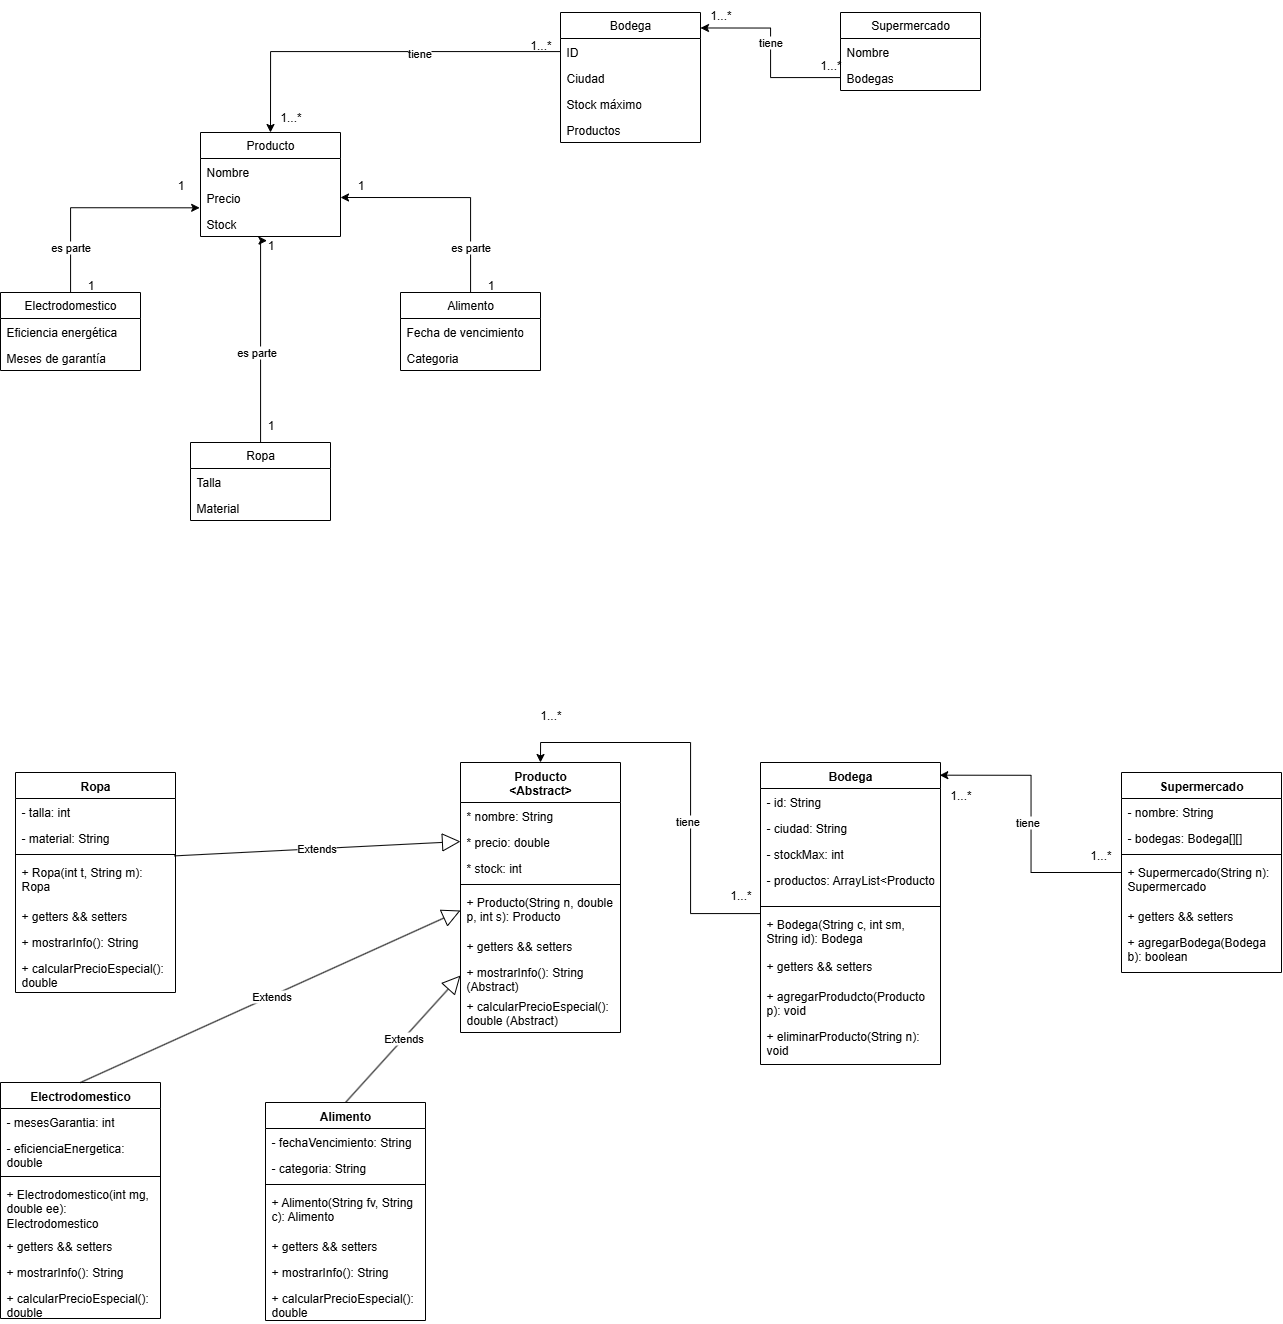 Bodega
ID
Ciudad
Stock máximo
Productos
1...*
tiene
1...*
Supermercado
Nombre
Bodegas
1...*
tiene
1...*
Producto
Nombre
Precio
Stock
1
es parte
1
Electrodomestico
Eficiencia energética
Meses de garantía
1
es parte
1
Alimento
Fecha de vencimiento
Categoria
1
es parte
1
Ropa
Talla
Material
Ropa
- talla: int
- material: String
+ Ropa(int t, String m):
Ropa
+ getters && setters
+ mostrarInfo(): String
+ calcularPrecioEspecial():
double
Extends
Producto
<Abstract>
* nombre: String
* precio: double
* stock: int
+ Producto(String n, double
p, int s): Producto
+ getters && setters
+ mostrarInfo(): String
(Abstract)
+ calcularPrecioEspecial():
double (Abstract)
1...*
tiene
1...*
Bodega
- id: String
- ciudad: String
- stockMax: int
- productos: ArrayList<Producto
+ Bodega(String c, int sm,
String id): Bodega
+ getters && setters
+ agregarProdudcto(Producto
p): void
+ eliminarProducto(String n):
void
1...*
tiene
1...*
Supermercado
- nombre: String
- bodegas: Bodega[][]
+ Supermercado(String n):
Supermercado
+ getters && setters
+ agregarBodega(Bodega
b): boolean
Extends
Extends
Electrodomestico
- mesesGarantia: int
- eficienciaEnergetica:
double
+ Electrodomestico(int mg,
double ee):
Electrodomestico
+ getters && setters
+ mostrarInfo(): String
+ calcularPrecioEspecial():
double
Alimento
- fechaVencimiento: String
- categoria: String
+ Alimento(String fv, String
c): Alimento
+ getters && setters
+ mostrarInfo(): String
+ calcularPrecioEspecial():
double